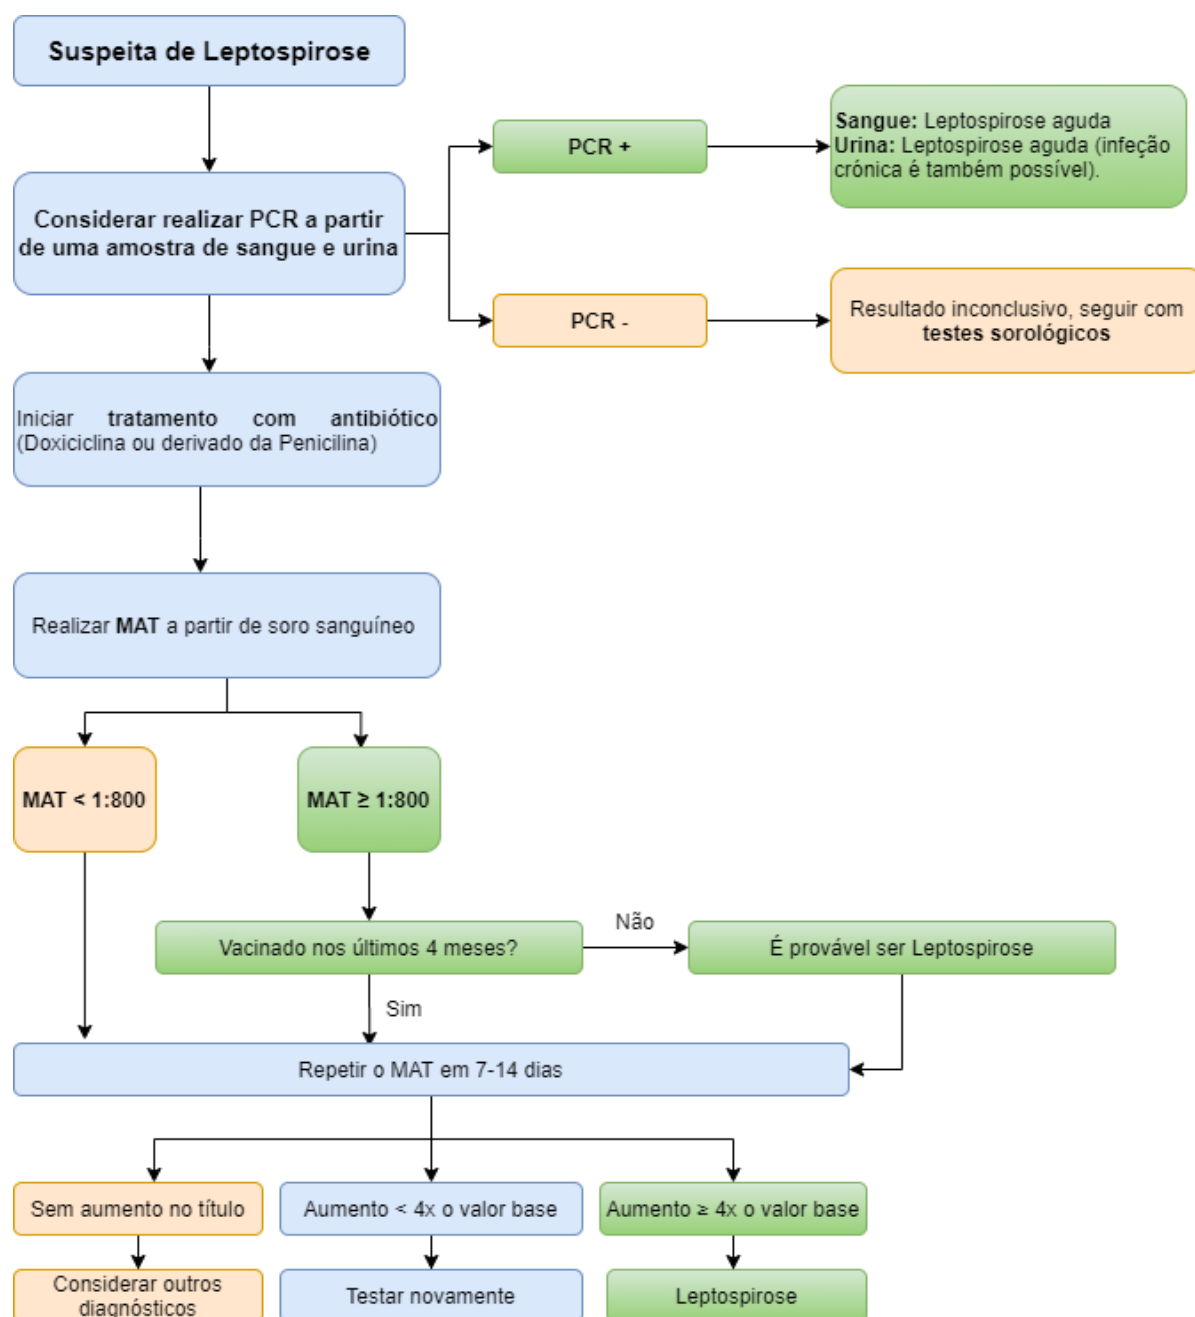 Suspeita de Leptospirose
Considerar realizar PCR a partir
de uma amostra de sangue e urina
PCR +
Sangue: Leptospirose aguda
Urina: Leptospirose aguda (infeção
crónica é também possível).
PCR -
Resultado inconclusivo, seguir com
testes sorológicos
Iniciar tratamento com antibiótico
(Doxiciclina ou derivado da Penicilina)
Realizar MAT a partir de soro sanguíneo
MAT < 1:800
MAT ≥ 1:800
Vacinado nos últimos 4 meses?
Não
É provável ser Leptospirose
Sim
Repetir o MAT em 7-14 dias
Sem aumento no título
Aumento < 4x o valor base
Aumento ≥ 4x o valor base
Considerar outros
diagnósticos
Testar novamente
Leptospirose